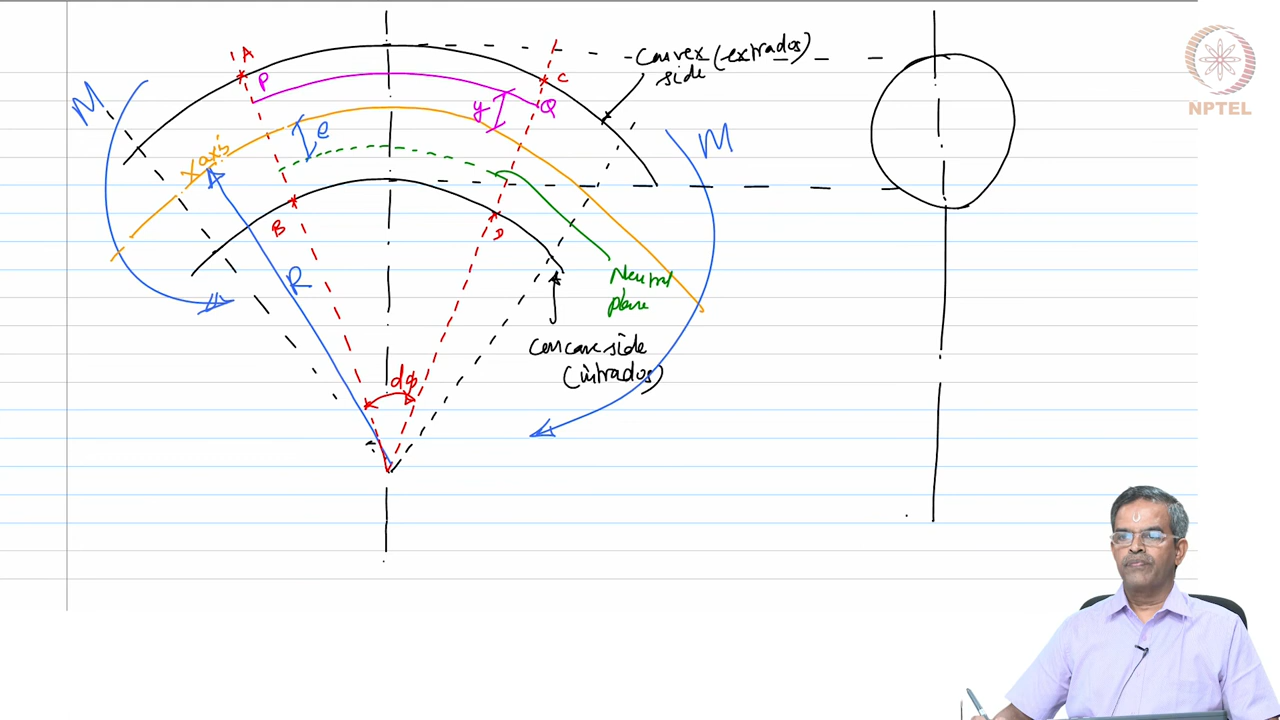 A
P
C
Convex (extrados)
side
NPTEL
M
Q
y
e
M
X axis
B
D
R
Neutral
plane
Concave side
(intrados)
dφ